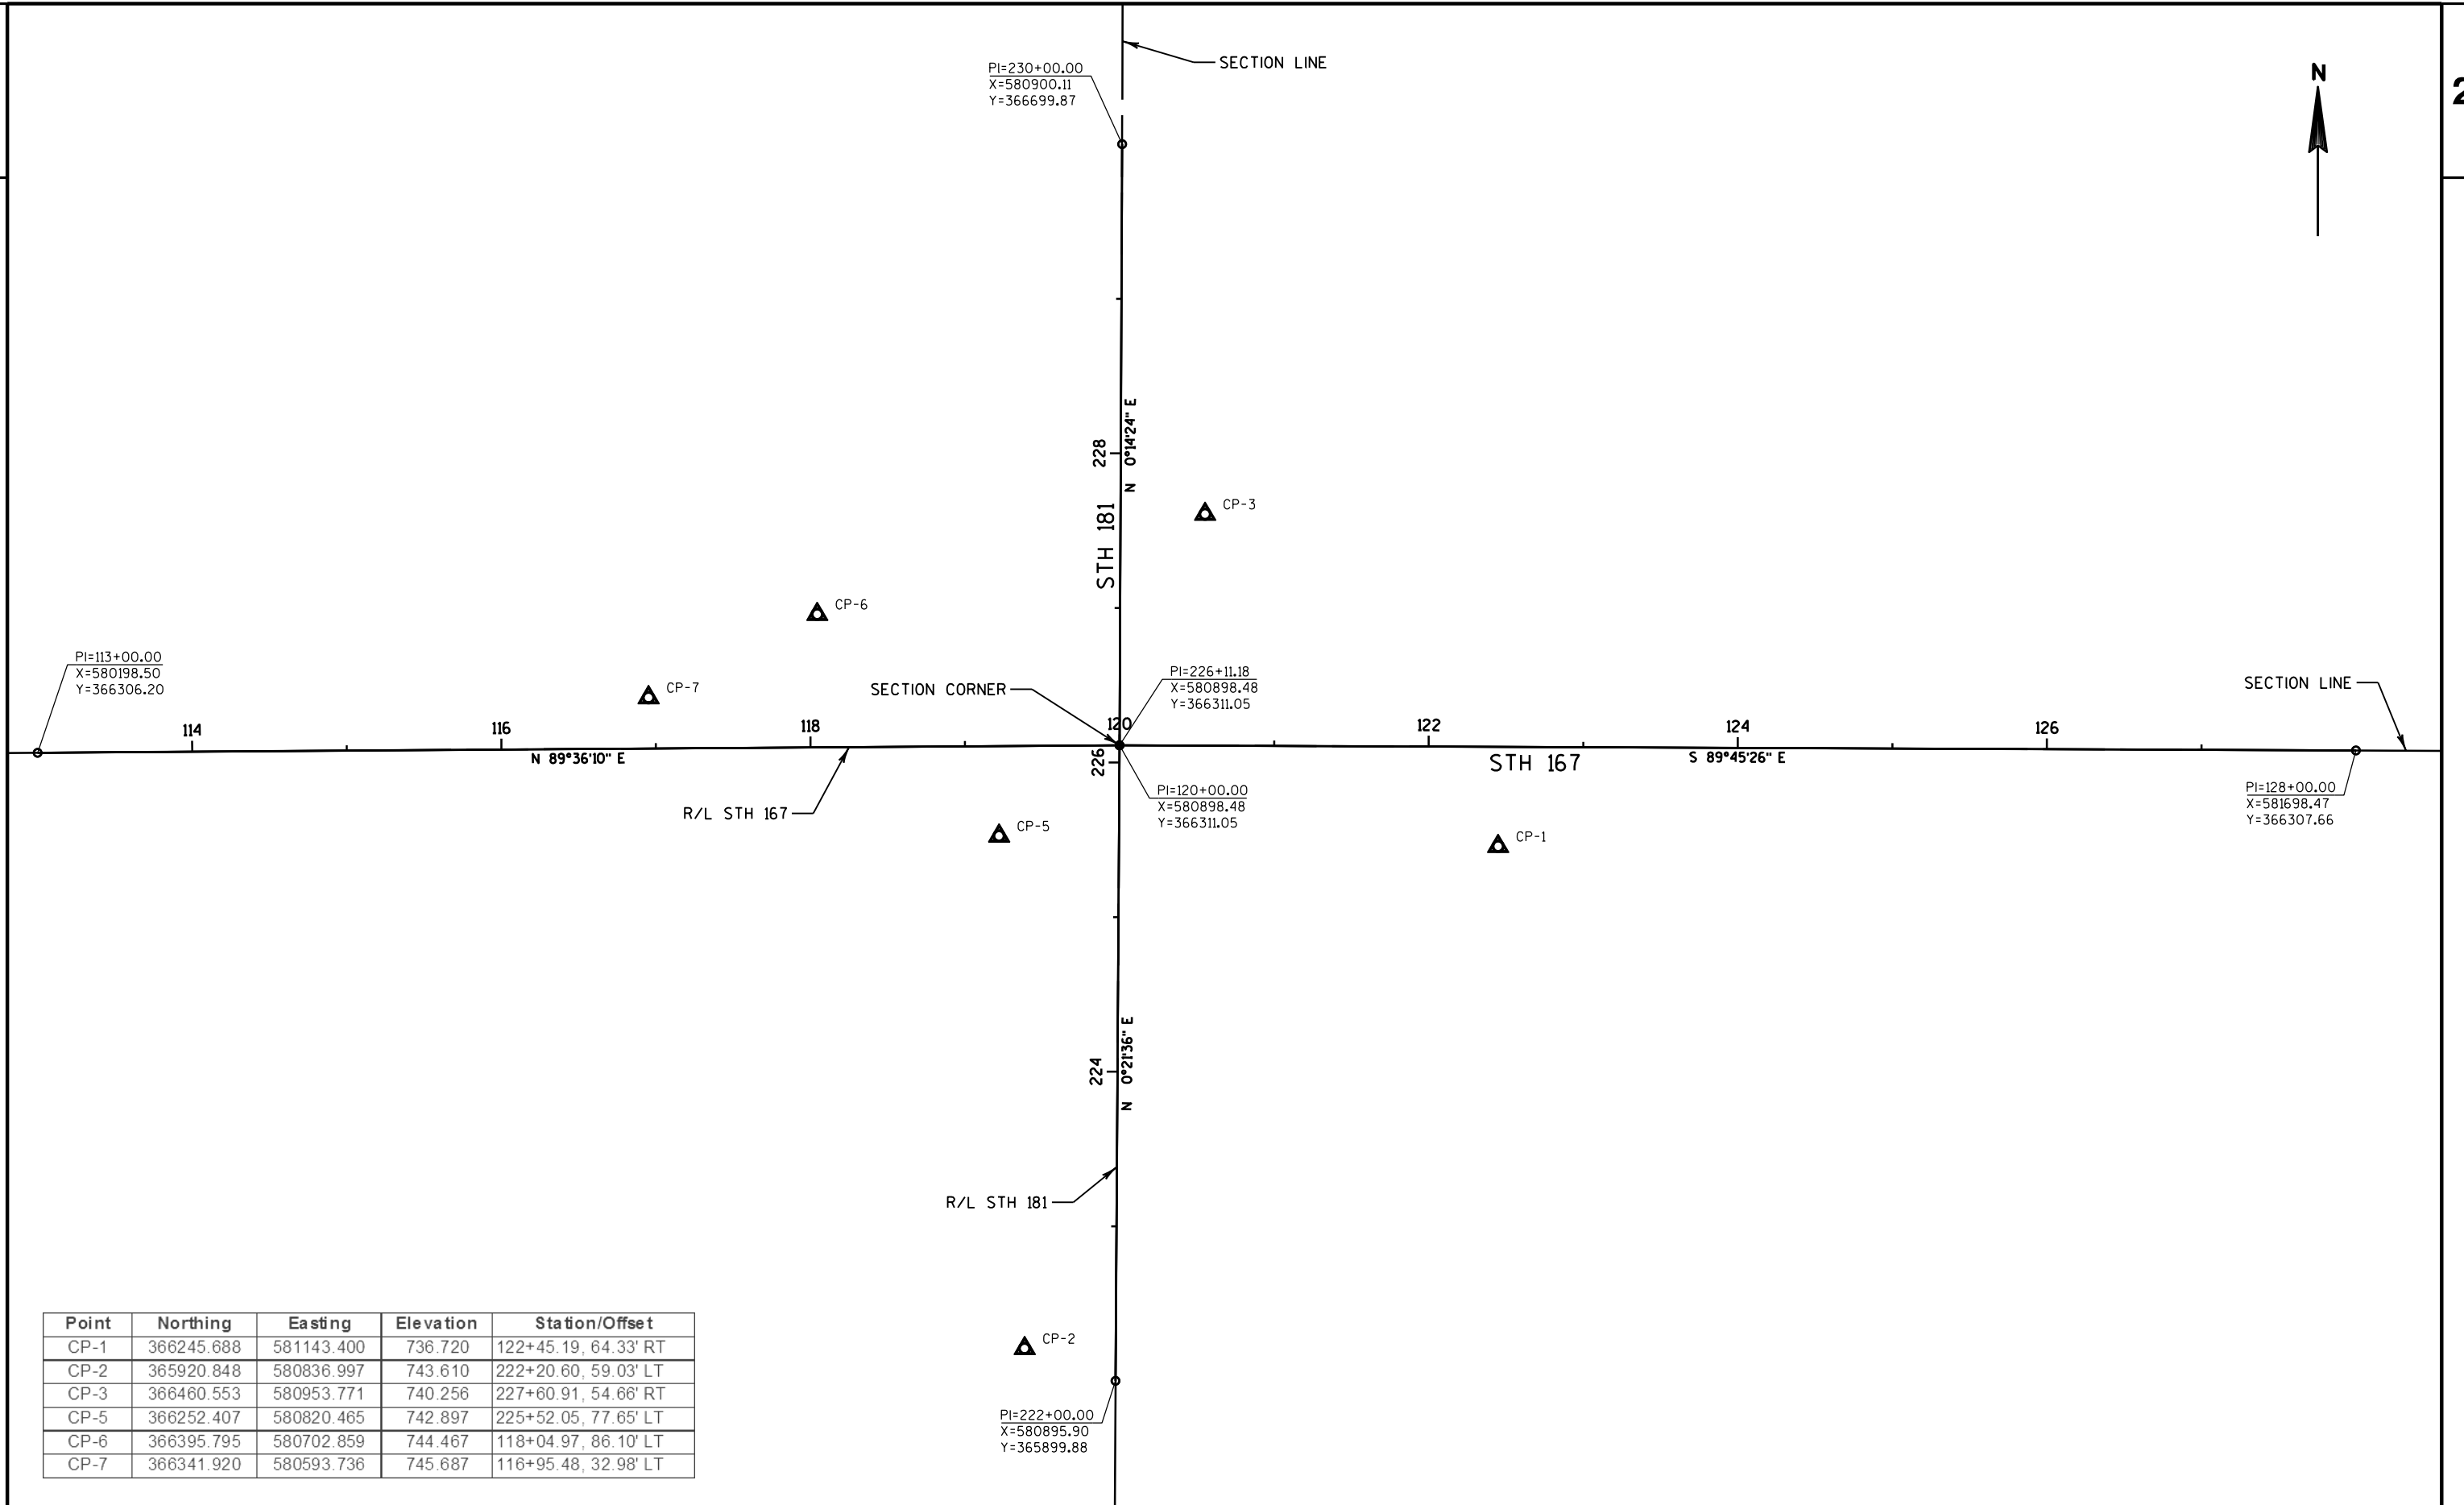 SECTION LINE
PI=230+00.00
X=580900.11
Y=366699.87
N
2
228
N 0°14'24" E
STH 181
CP-3
CP-6
PI=113+00.00
X=580198.50
Y=366306.20
CP-7
SECTION CORNER
PI=226+11.18
X=580898.48
Y=366311.05
SECTION LINE
114
116
118
120
122
124
126
N 89°36'10" E
226
STH 167
S 89°45'26" E
R/L STH 167
PI=120+00.00
X=580898.48
Y=366311.05
PI=128+00.00
X=581698.47
Y=366307.66
CP-5
CP-1
224
N 0°21'36" E
R/L STH 181
CP-2
PI=222+00.00
X=580895.90
Y=365899.88
Point Northing Easting Elevation Station/Offset
CP-1 366245.688 581143.400 736.720 122+45.19, 64.33' RT
CP-2 365920.848 580836.997 743.610 222+20.60, 59.03' LT
CP-3 366460.553 580953.771 740.256 227+60.91, 54.66' RT
CP-5 366252.407 580820.465 742.897 225+52.05, 77.65' LT
CP-6 366395.795 580702.859 744.467 118+04.97, 86.10' LT
CP-7 366341.920 580593.736 745.687 116+95.48, 32.98' LT